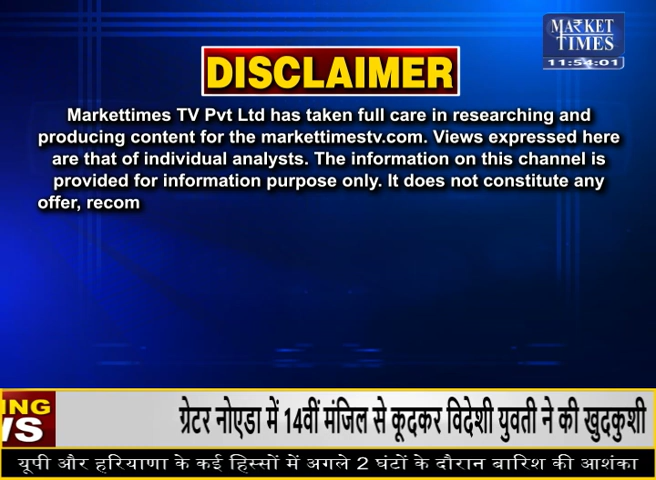 MARKET
TIMES
11:54:01
DISCLAIMER
Markettimes TV Pvt Ltd has taken full care in researching and
producing content for the markettimestv.com. Views expressed here
are that of individual analysts. The information on this channel is
provided for information purpose only. It does not constitute any
offer, recom
ING
WS
ग्रेटर नोएडा में 14वीं मंजिल से कूदकर विदेशी युवती ने की खुदकुशी
यूपी और हरियाणा के कई हिस्सों में अगले 2 घंटों के दौरान बारिश की आशंका